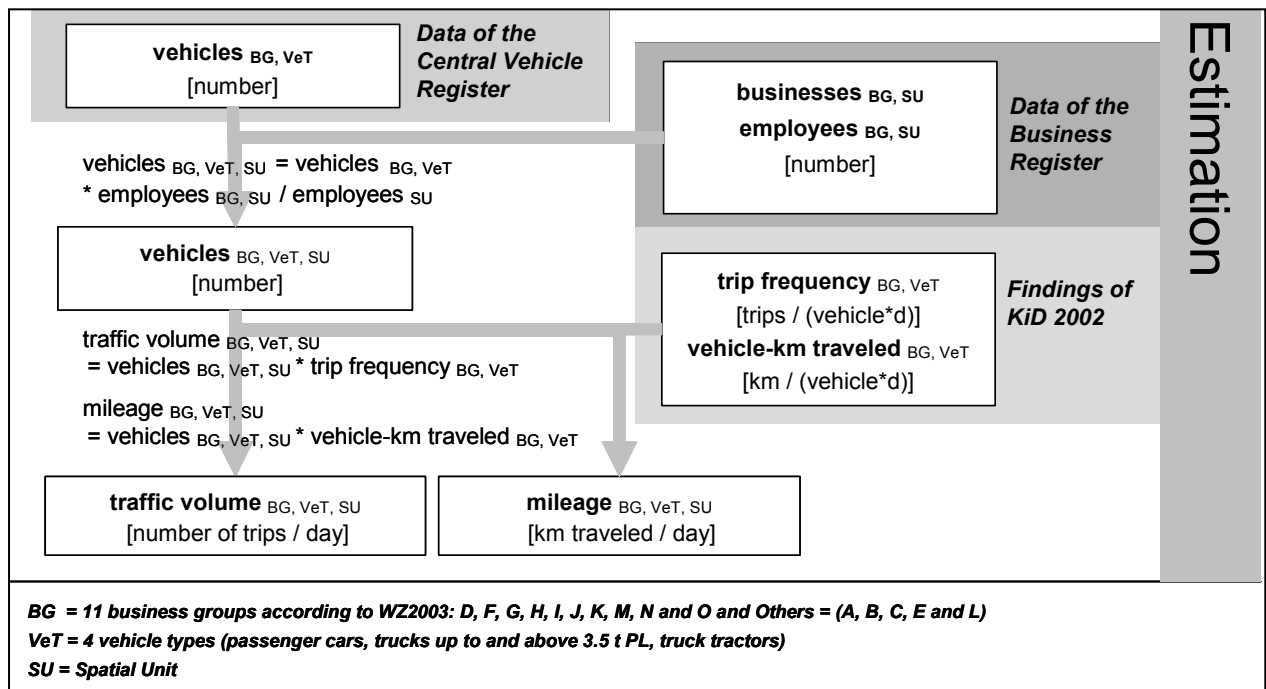 vehicles BG, VeT
[number]
Data of the
Central Vehicle
Register
businesses BG, SU
employees BG, SU
[number]
Data of the
Business
Register
Estimation
vehicles BG, VeT, SU = vehicles BG, VeT
* employees BG, SU / employees SU
vehicles BG, VeT, SU
[number]
trip frequency BG, VeT
[trips / (vehicle*d)]
vehicle-km traveled BG, VeT
[km / (vehicle*d)]
Findings of
KiD 2002
traffic volume BG, VeT, SU
= vehicles BG, VeT, SU * trip frequency BG, VeT
mileage BG, VeT, SU
= vehicles BG, VeT, SU * vehicle-km traveled BG, VeT
traffic volume BG, VeT, SU
[number of trips / day]
mileage BG, VeT, SU
[km traveled / day]
BG = 11 business groups according to WZ2003: D, F, G, H, I, J, K, M, N and O and Others = (A, B, C, E and L)
VeT = 4 vehicle types (passenger cars, trucks up to and above 3.5 t PL, truck tractors)
SU = Spatial Unit